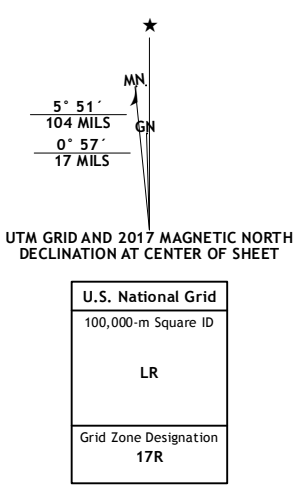 MN
5° 51´
104 MILS
GN
0° 57´
17 MILS
UTM GRID AND 2017 MAGNETIC NORTH
DECLINATION AT CENTER OF SHEET
U.S. National Grid
100,000-m Square ID
LR
Grid Zone Designation
17R